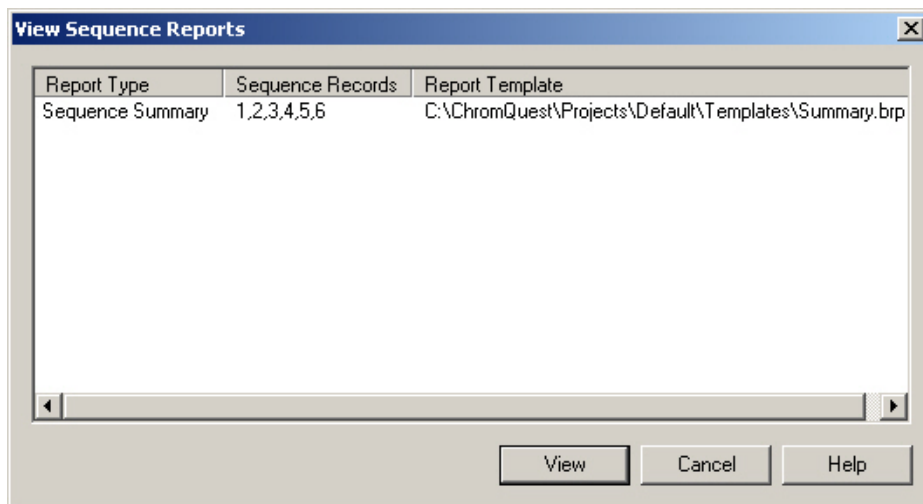 View Sequence Reports
Report Type Sequence Records Report Template
Sequence Summary 1,2,3,4,5,6 C:\ChromQuest\Projects\Default\Templates\Summary.brp
View Cancel Help